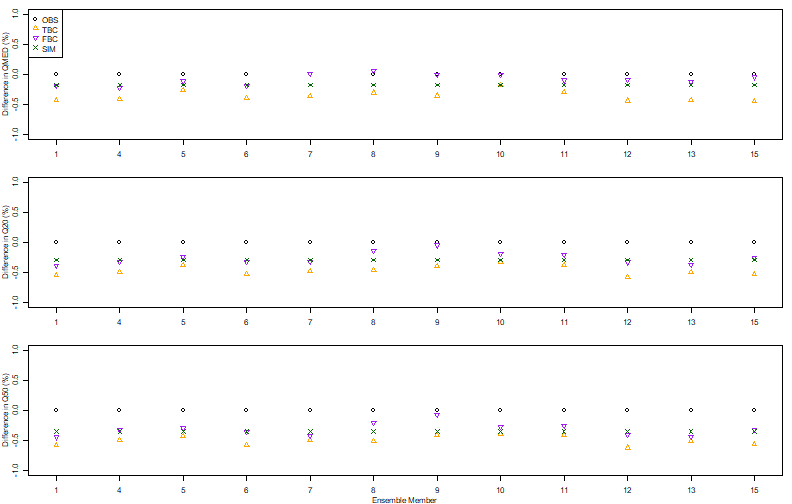 1.0
0.5
0.0
-0.5
-1.0
Difference in QMED (%)
OBS
TBC
FBC
SIM
1 4 5 6 7 8 9 10 11 12 13 15
1.0
0.5
0.0
-0.5
-1.0
Difference in Q20 (%)
1 4 5 6 7 8 9 10 11 12 13 15
1.0
0.5
0.0
-0.5
-1.0
Difference in Q50 (%)
1 4 5 6 7 8 9 10 11 12 13 15
Ensemble Member